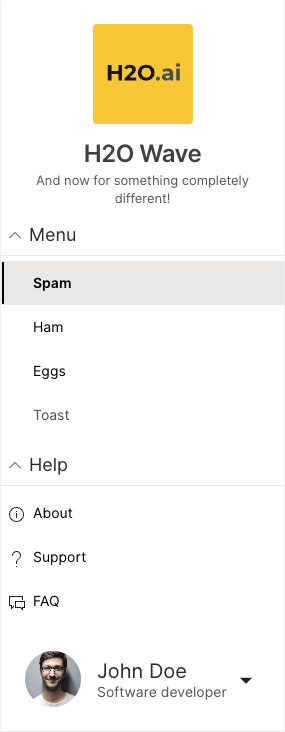 H2O.ai
H2O Wave
And now for something completely
different!
Menu
Spam
Ham
Eggs
Toast
Help
About
Support
FAQ
John Doe
Software developer